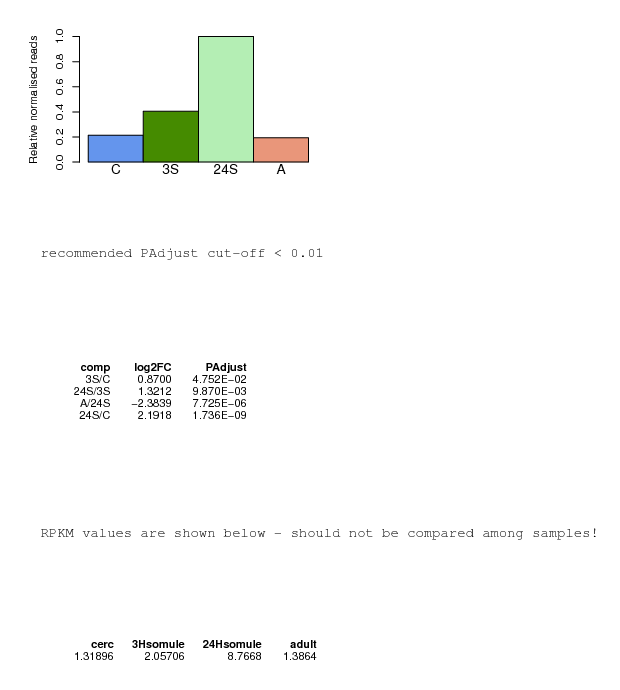 Relative normalised reads
1.0
0.8
0.6
0.4
0.2
0.0
C 3S 24S A
recommended PAdjust cut-off < 0.01
comp log2FC PAdjust
3S/C 0.8700 4.752E-02
24S/3S 1.3212 9.870E-03
A/24S -2.3839 7.725E-06
24S/C 2.1918 1.736E-09
RPKM values are shown below - should not be compared among samples!
cerc 3Hsomule 24Hsomule adult
1.31896 2.05706 8.7668 1.3864